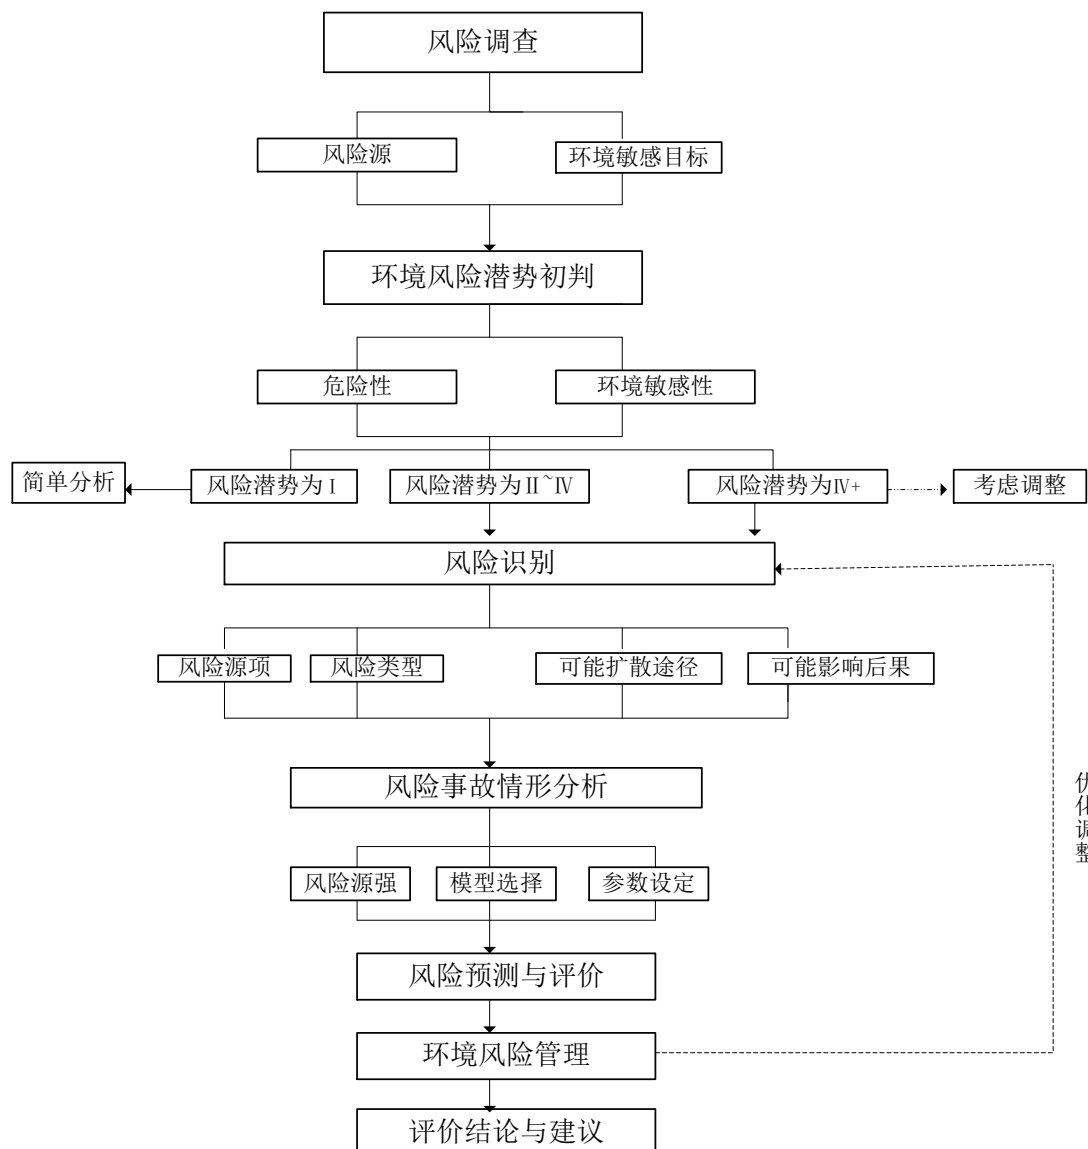 风险调查
风险源
环境敏感目标
环境风险潜势初判
危险性
环境敏感性
简单分析
风险潜势为Ⅰ
风险潜势为Ⅱ~Ⅳ
风险潜势为Ⅳ+
考虑调整
风险识别
风险源项
风险类型
可能扩散途径
可能影响后果
风险事故情形分析
优化调整
风险源强
模型选择
参数设定
风险预测与评价
环境风险管理
评价结论与建议